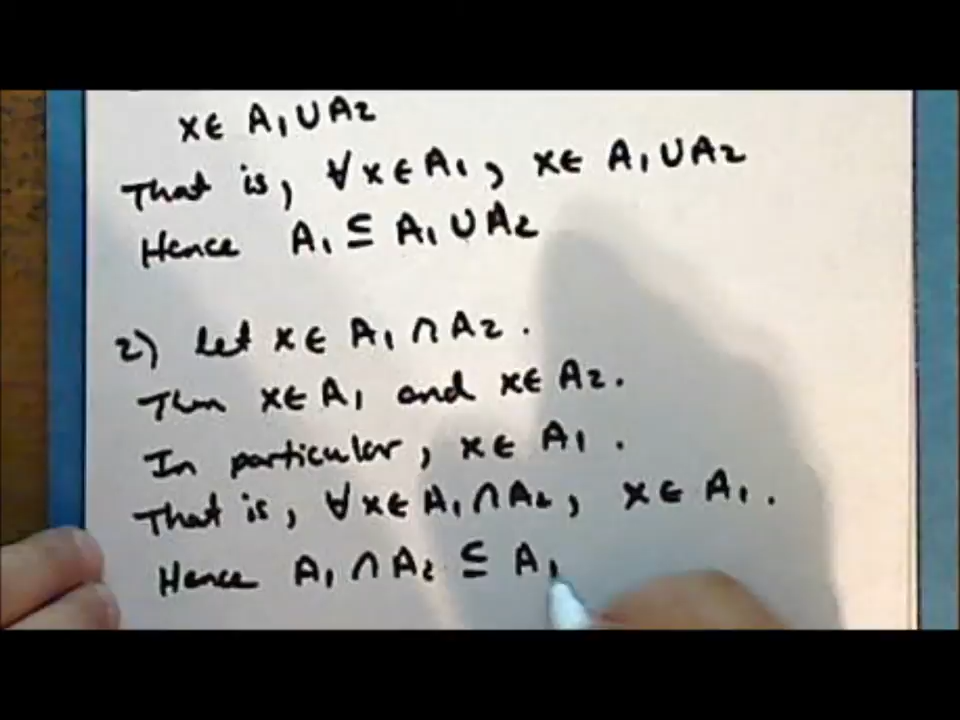 x ∈ A₁ ∪ A₂
That is, ∀x ∈ A₁, x ∈ A₁ ∪ A₂
Hence A₁ ⊆ A₁ ∪ A₂
2) Let x ∈ A₁ ∩ A₂.
Then x ∈ A₁ and x ∈ A₂.
In particular, x ∈ A₁.
That is, ∀x ∈ A₁ ∩ A₂, x ∈ A₁.
Hence A₁ ∩ A₂ ⊆ A₁